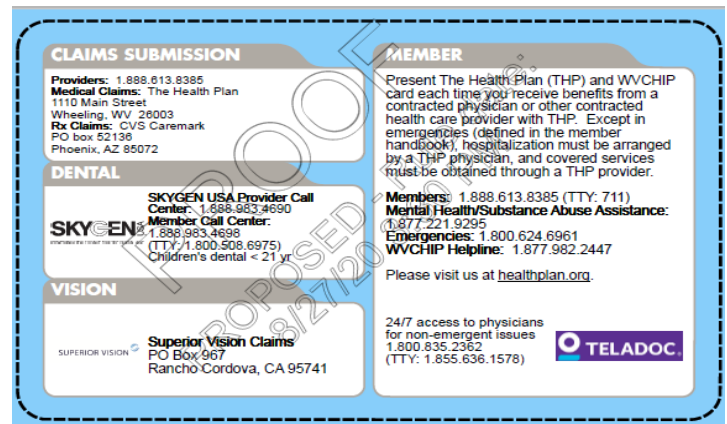 CLAIMS SUBMISSION
Providers: 1.888.613.8385
Medical Claims: The Health Plan
1110 Main Street
Wheeling, WV 26003
Rx Claims: CVS Caremark
PO box 52136
Phoenix, AZ 85072
DENTAL
SKYGEN
SKYGEN USA Provider Call
Center: 1.888.983.4690
Member Call Center:
1.888.983.4698
(TTY: 1.800.508.6975)
Children's dental < 21 yr
VISION
SUPERIOR VISION
Superior Vision Claims
PO Box 967
Rancho Cordova, CA 95741
MEMBER
Present The Health Plan (THP) and WVCHIP
card each time you receive benefits from a
contracted physician or other contracted
health care provider with THP. Except in
emergencies (defined in the member
handbook), hospitalization must be arranged
by a THP physician, and covered services
must be obtained through a THP provider.
Members: 1.888.613.8385 (TTY: 711)
Mental Health/Substance Abuse Assistance:
1.877.221.9295
Emergencies: 1.800.624.6961
WVCHIP Helpline: 1.877.982.2447
Please visit us at healthplan.org.
24/7 access to physicians
for non-emergent issues
1.800.835.2362
(TTY: 1.855.636.1578)
TELADOC.
PROOF
PROPOSED -